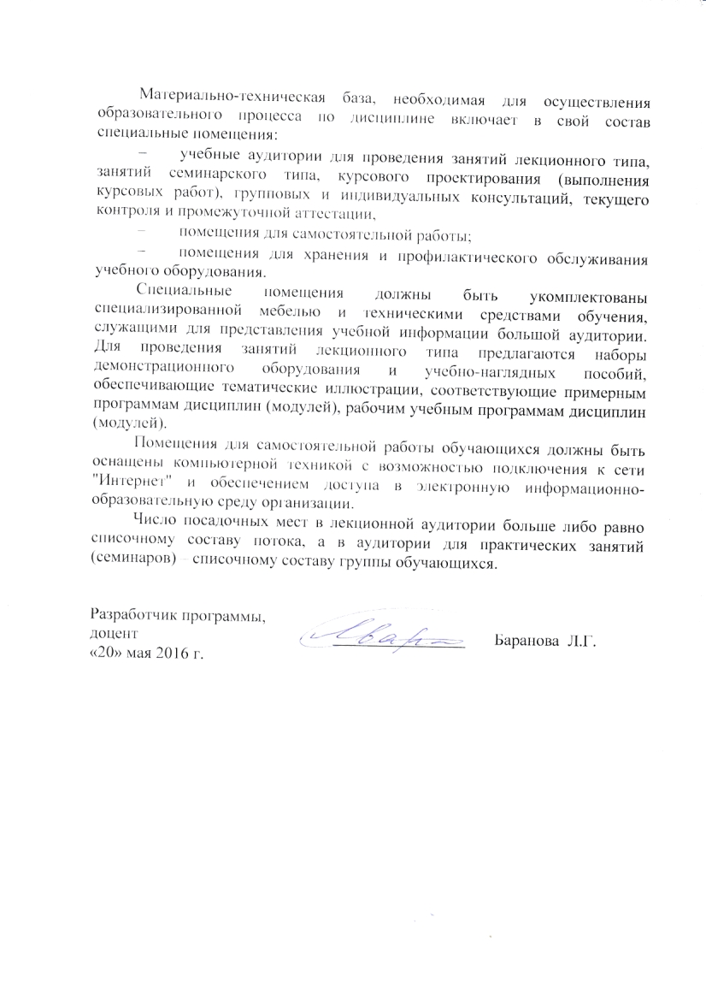 Материально-техническая база, необходимая для осуществления
образовательного процесса по дисциплине включает в свой состав
специальные помещения:
– учебные аудитории для проведения занятий лекционного типа,
занятий семинарского типа, курсового проектирования (выполнения
курсовых работ), групповых и индивидуальных консультаций, текущего
контроля и промежуточной аттестации,
– помещения для самостоятельной работы;
– помещения для хранения и профилактического обслуживания
учебного оборудования.
Специальные помещения должны быть укомплектованы
специализированной мебелью и техническими средствами обучения,
служащими для представления учебной информации большой аудитории.
Для проведения занятий лекционного типа предлагаются наборы
демонстрационного оборудования и учебно-наглядных пособий,
обеспечивающие тематические иллюстрации, соответствующие примерным
программам дисциплин (модулей), рабочим учебным программам дисциплин
(модулей).
Помещения для самостоятельной работы обучающихся должны быть
оснащены компьютерной техникой с возможностью подключения к сети
"Интернет" и обеспечением доступа в электронную информационно-
образовательную среду организации.
Число посадочных мест в лекционной аудитории больше либо равно
списочному составу потока, а в аудитории для практических занятий
(семинаров) – списочному составу группы обучающихся.
Разработчик программы,
доцент
Баранова Л.Г.
«20» мая 2016 г.